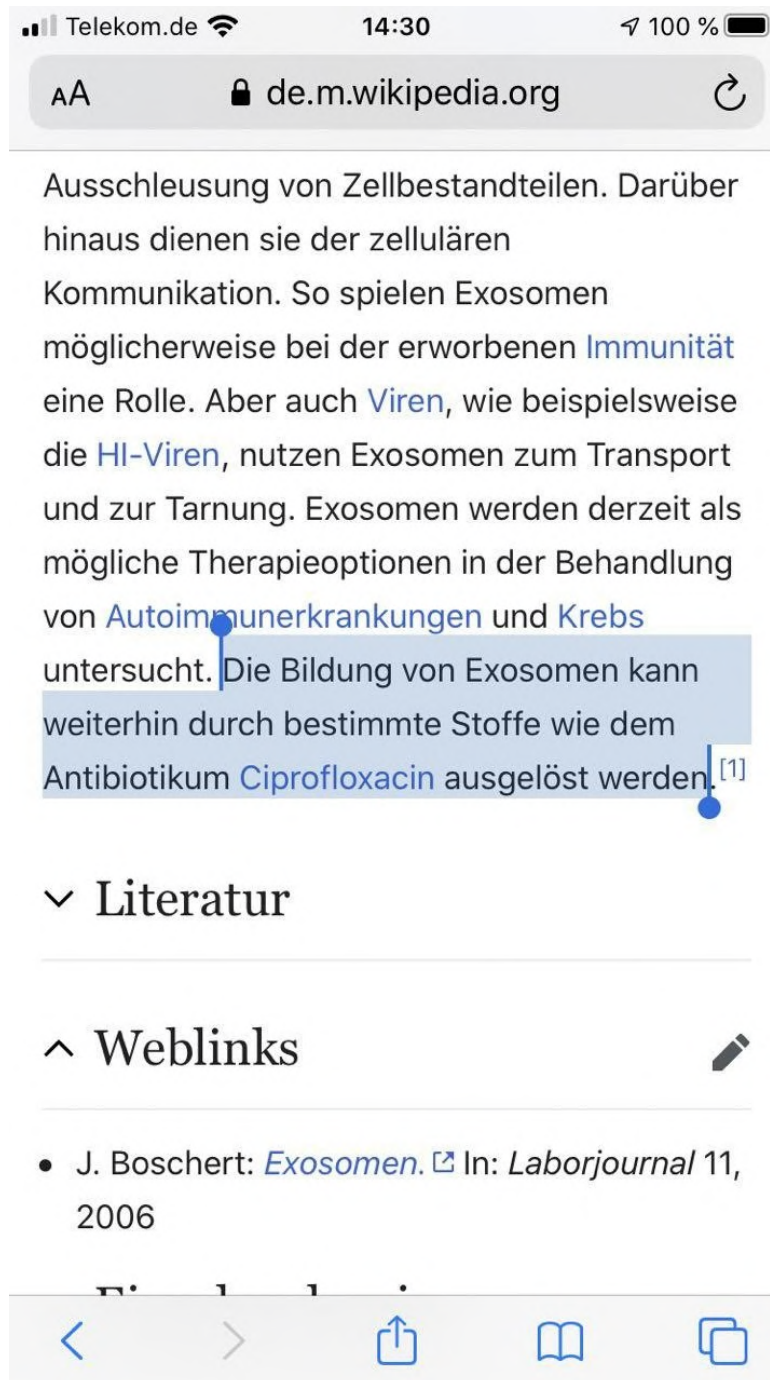 Telekom.de 14:30 100 %
AA de.m.wikipedia.org
Ausschleusung von Zellbestandteilen. Darüber
hinaus dienen sie der zellulären
Kommunikation. So spielen Exosomen
möglicherweise bei der erworbenen Immunität
eine Rolle. Aber auch Viren, wie beispielsweise
die HI-Viren, nutzen Exosomen zum Transport
und zur Tarnung. Exosomen werden derzeit als
mögliche Therapieoptionen in der Behandlung
von Autoimmunerkrankungen und Krebs
untersucht. Die Bildung von Exosomen kann
weiterhin durch bestimmte Stoffe wie dem
Antibiotikum Ciprofloxacin ausgelöst werden.[1]
Literatur
Weblinks
• J. Boschert: Exosomen. In: Laborjournal 11,
2006